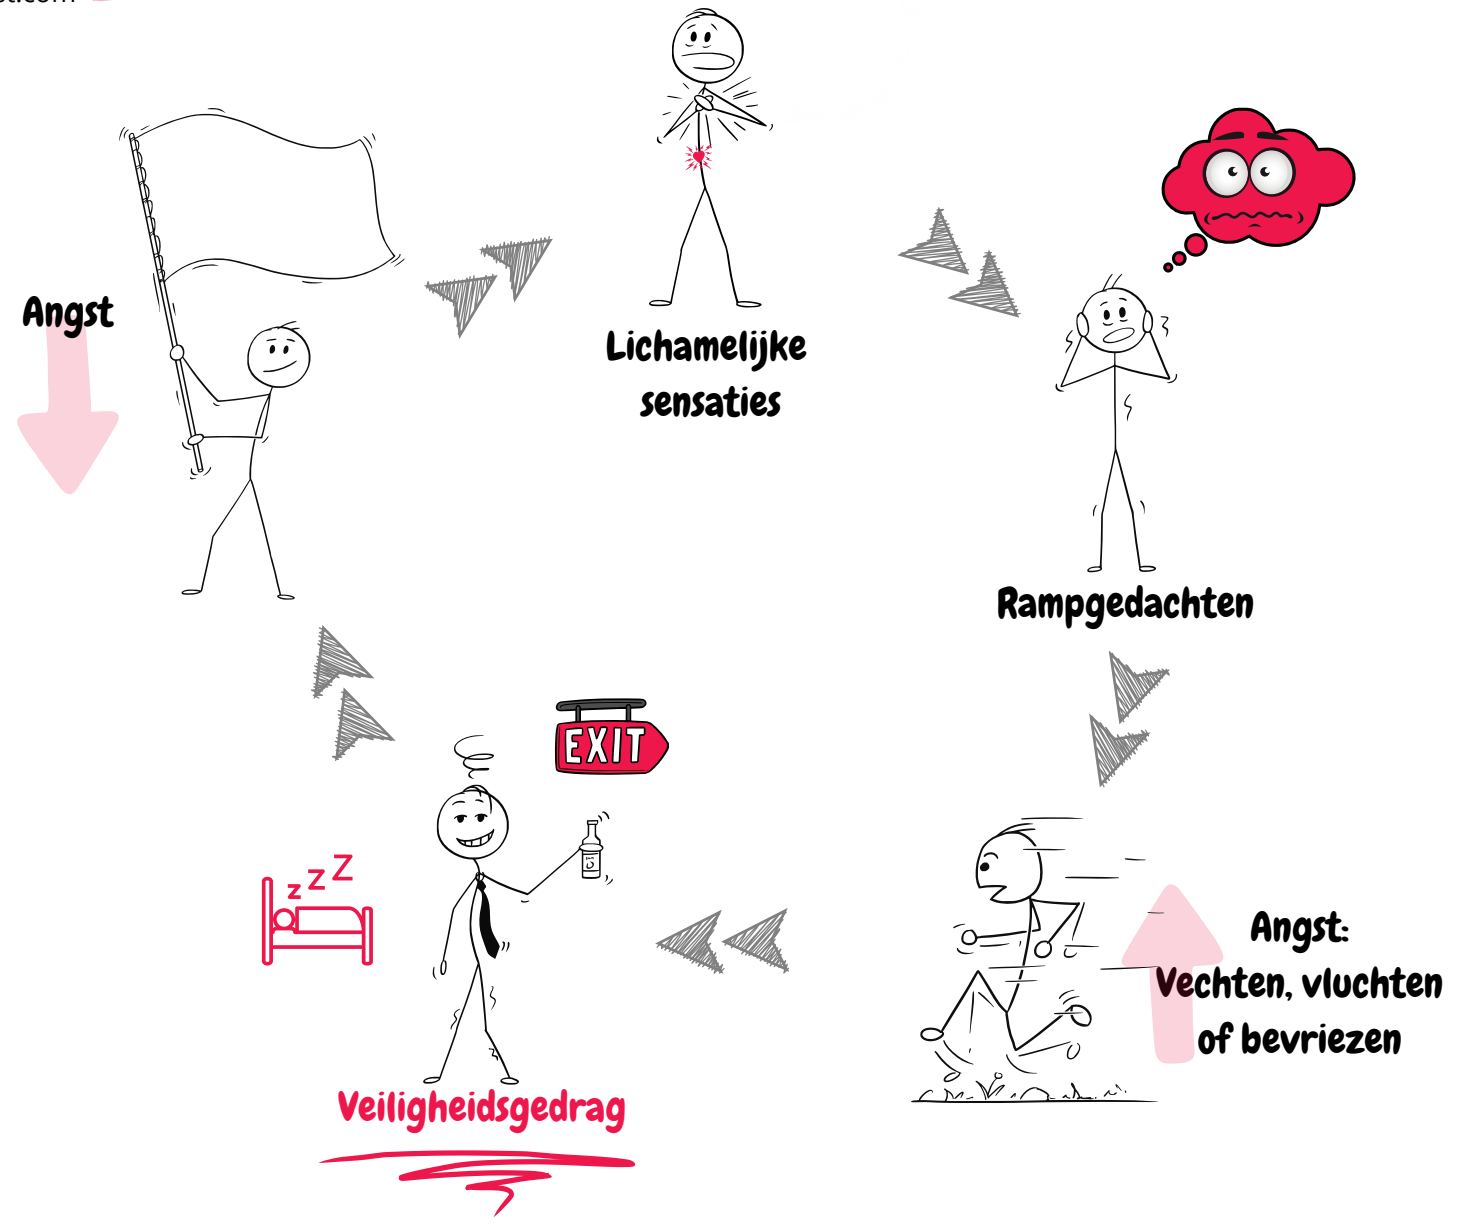 Angst
Lichamelijke
sensaties
Rampgedachten
EXIT
z z z
Angst:
Vechten, vluchten
of bevriezen
Veiligheidsgedrag